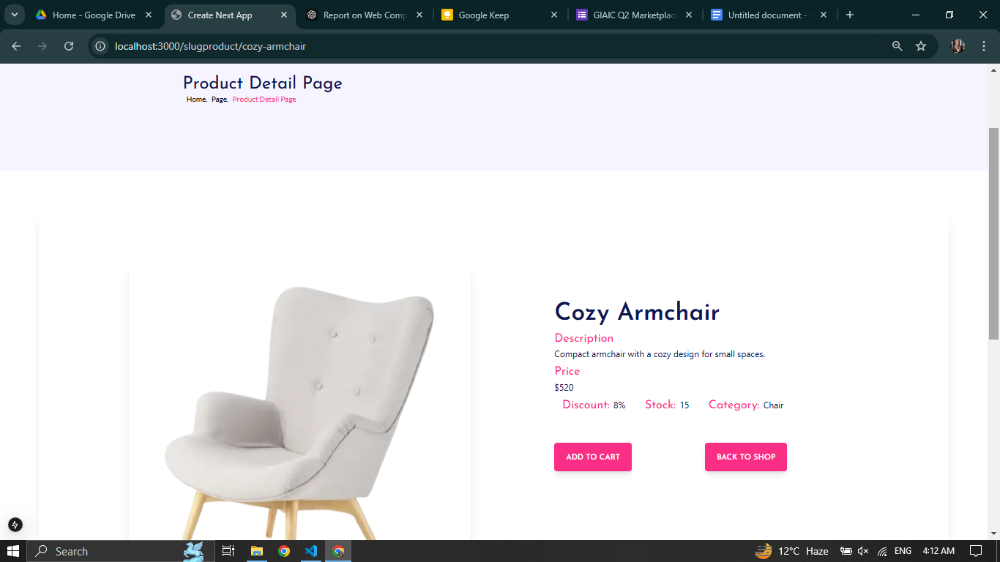 Home - Google Drive
Create Next App
Report on Web Comp
Google Keep
GIAIC Q2 Marketplac
Untitled document -
localhost:3000/slugproduct/cozy-armchair
Product Detail Page
Home. Page. Product Detail Page
Cozy Armchair
Description
Compact armchair with a cozy design for small spaces.
Price
$520
Discount: 8% Stock: 15 Category: Chair
ADD TO CART BACK TO SHOP
Search
12°C Haze
ENG
4:12 AM